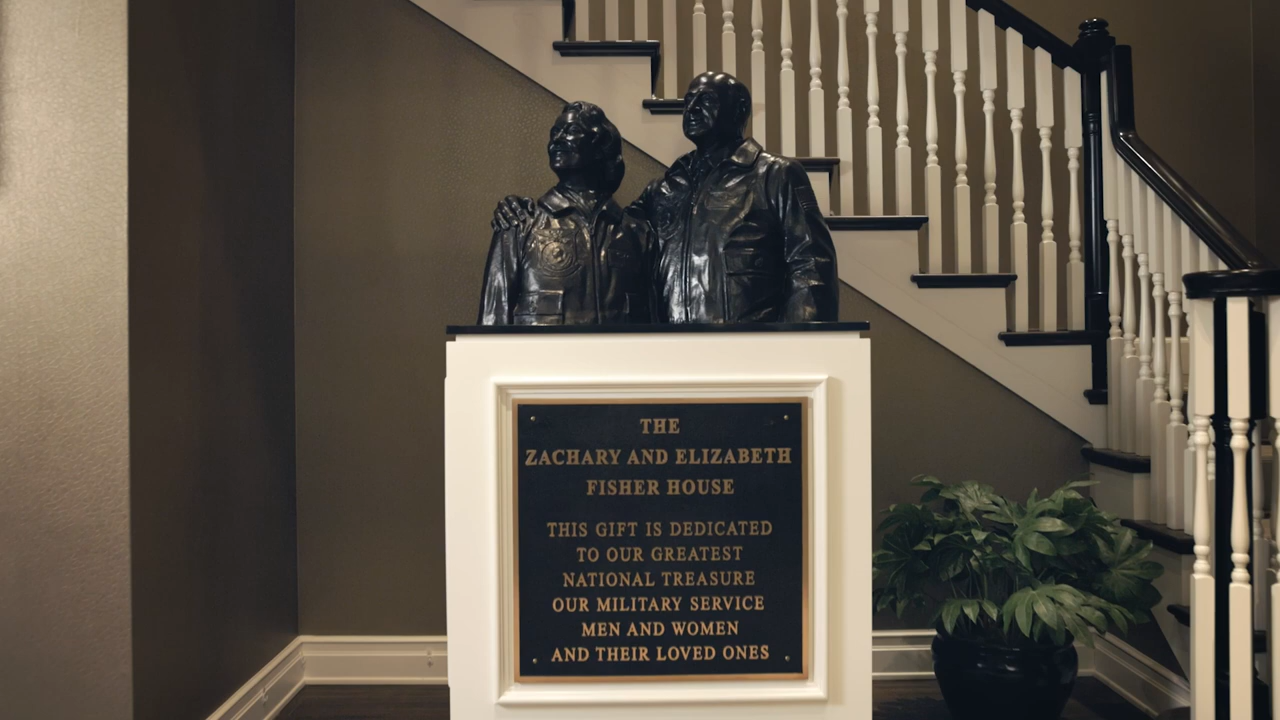 THE
ZACHARY AND ELIZABETH
FISHER HOUSE
THIS GIFT IS DEDICATED
TO OUR GREATEST
NATIONAL TREASURE
OUR MILITARY SERVICE
MEN AND WOMEN
AND THEIR LOVED ONES